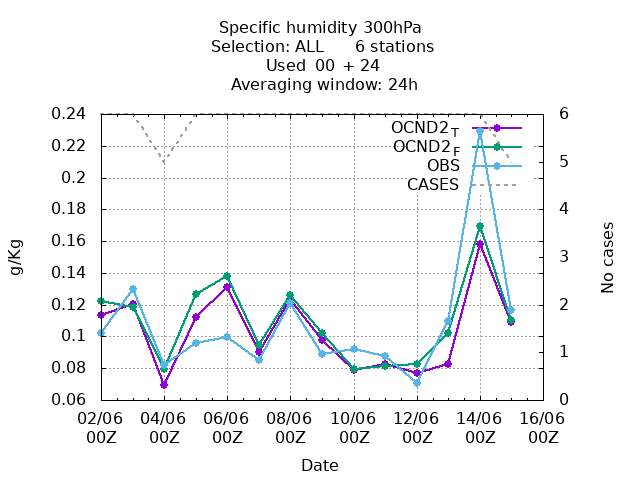 Specific humidity 300hPa
Selection: ALL 6 stations
Used 00 + 24
Averaging window: 24h
0.24
0.22
0.2
0.18
0.16
0.14
0.12
0.1
0.08
0.06
g/Kg
OCND2_T
OCND2_F
OBS
CASES
6
5
4
3
2
1
0
No cases
02/06 04/06 06/06 08/06 10/06 12/06 14/06 16/06
00Z 00Z 00Z 00Z 00Z 00Z 00Z 00Z
Date